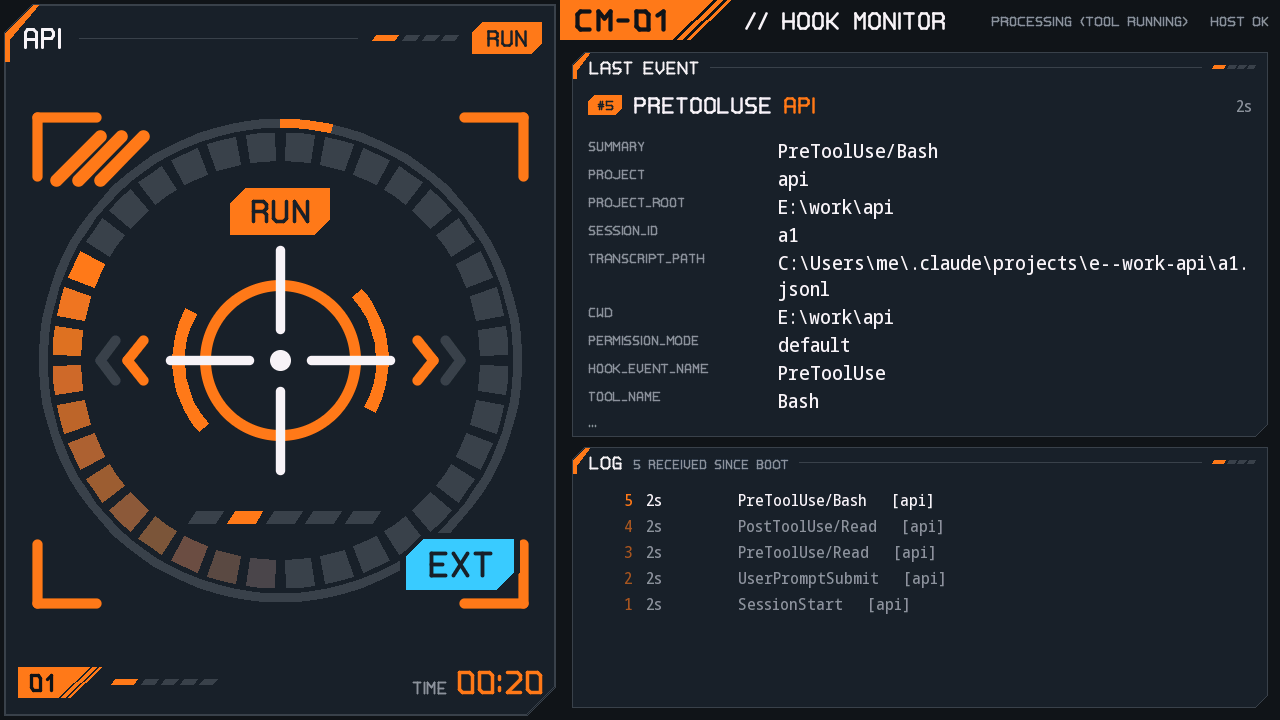 API
RUN
RUN
EXT
01
TIME 00:20
CM-01 // HOOK MONITOR PROCESSING (TOOL RUNNING) HOST OK
LAST EVENT
#5 PRETOOLUSE API 2s
SUMMARY PreToolUse/Bash
PROJECT api
PROJECT_ROOT E:\work\api
SESSION_ID a1
TRANSCRIPT_PATH C:\Users\me\.claude\projects\e--work-api\a1.
jsonl
CWD E:\work\api
PERMISSION_MODE default
HOOK_EVENT_NAME PreToolUse
TOOL_NAME Bash
…
LOG 5 RECEIVED SINCE BOOT
5 2s PreToolUse/Bash [api]
4 2s PostToolUse/Read [api]
3 2s PreToolUse/Read [api]
2 2s UserPromptSubmit [api]
1 2s SessionStart [api]